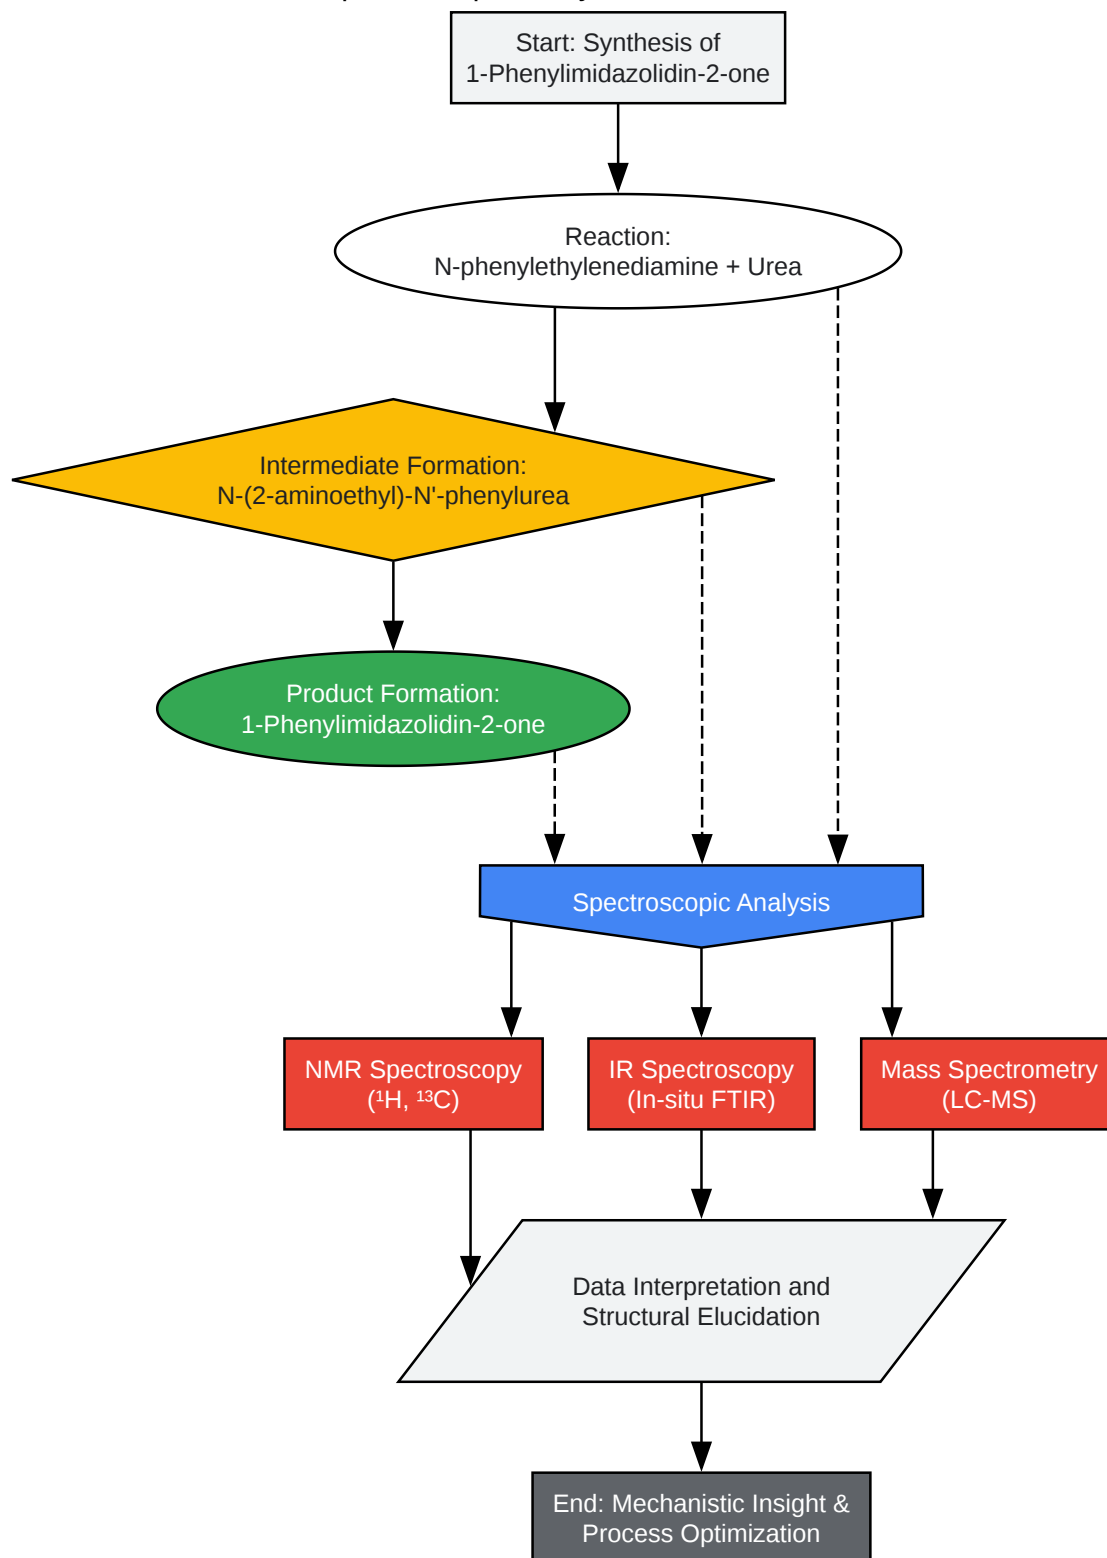 Start: Synthesis of
1-Phenylimidazolidin-2-one
Reaction:
N-phenylethylenediamine + Urea
Intermediate Formation:
N-(2-aminoethyl)-N'-phenylurea
Product Formation:
1-Phenylimidazolidin-2-one
Spectroscopic Analysis
NMR Spectroscopy
(¹H, ¹³C)
IR Spectroscopy
(In-situ FTIR)
Mass Spectrometry
(LC-MS)
Data Interpretation and
Structural Elucidation
End: Mechanistic Insight &
Process Optimization